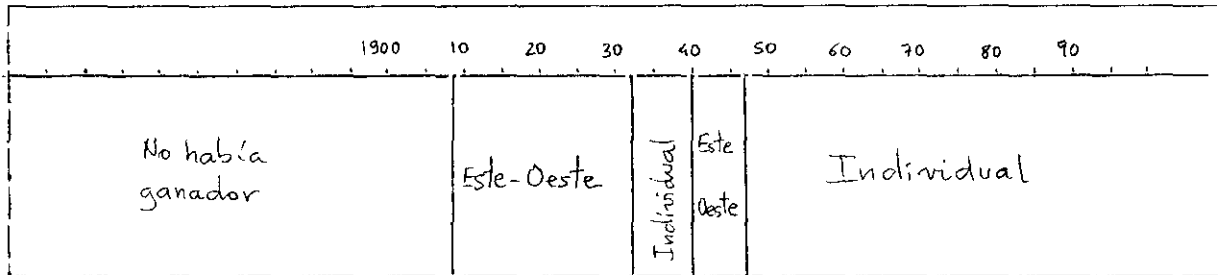 1900 10 20 30 40 50 60 70 80 90
No había
ganador
Este-Oeste
Individual
Este
Oeste
Individual